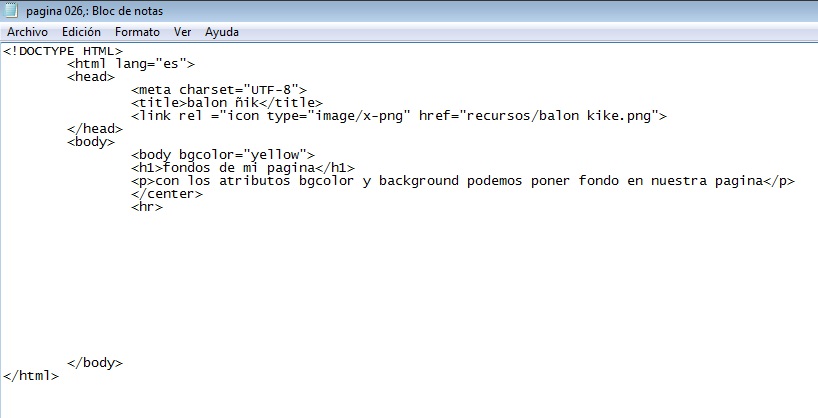 pagina 026,: Bloc de notas
Archivo Edición Formato Ver Ayuda
<!DOCTYPE HTML>
<html lang="es">
<head>
<meta charset="UTF-8">
<title>balon ñik</title>
<link rel ="icon type="image/x-png" href="recursos/balon kike.png">
</head>
<body>
<body bgcolor="yellow">
<h1>fondos de mi pagina</h1>
<p>con los atributos bgcolor y background podemos poner fondo en nuestra pagina</p>
</center>
<hr>
</body>
</html>